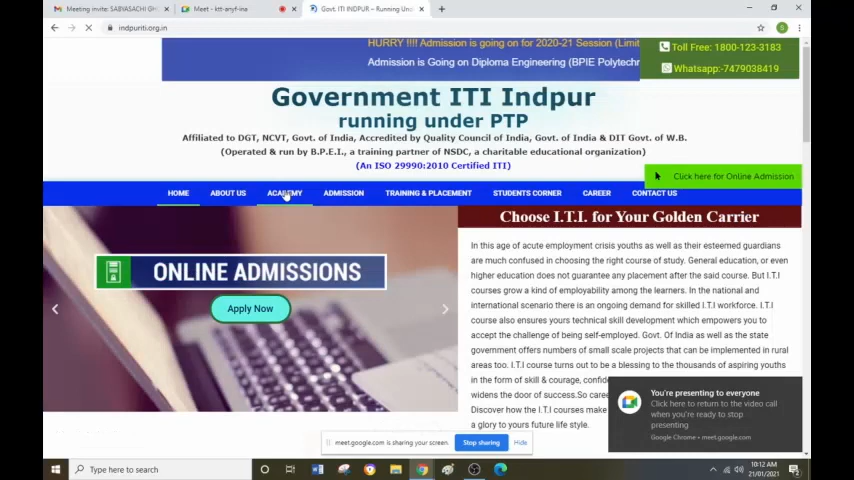 Meeting invite: SABYASACHI GH
Meet - ktt-anyf-ine
Govt. ITI INDPUR – Running Und
indpuriti.org.in
HURRY !!!! Admission is going on for 2020-21 Session (Limit
Admission is Going on Diploma Engineering (BPIE Polytechr
Toll Free: 1800-123-3183
Whatsapp:-7479038419
Government ITI Indpur
running under PTP
Affiliated to DGT, NCVT, Govt. of India, Accredited by Quality Council of India, Govt. of India & DIT Govt. of W.B.
(Operated & run by B.P.E.I., a training partner of NSDC, a charitable educational organization)
(An ISO 29990:2010 Certified ITI)
Click here for Online Admission
HOME ABOUT US ACADEMY ADMISSION TRAINING & PLACEMENT STUDENTS CORNER CAREER CONTACT US
ONLINE ADMISSIONS
Apply Now
Choose I.T.I. for Your Golden Carrier
In this age of acute employment crisis youths as well as their esteemed guardians
are much confused in choosing the right course of study. General education, or even
higher education does not guarantee any placement after the said course. But I.T.I
courses grow a kind of employability among the learners. In the national and
international scenario there is an ongoing demand for skilled I.T.I workforce. I.T.I
course also ensures yours technical skill development which empowers you to
accept the challenge of being self-employed. Govt. Of India as well as the state
government offers numbers of small scale projects that can be implemented in rural
areas too. I.T.I course turns out to be a blessing to the thousands of aspiring youths
in the form of skill & courage, confid
widens the door of success.So caree
Discover how the I.T.I courses make
a glory to yours future life style.
You're presenting to everyone
Click here to return to the video call
when you're ready to stop
presenting
Google Chrome • meet.google.com
meet.google.com is sharing your screen.
Stop sharing
Hide
Type here to search
10:12 AM
21/01/2021